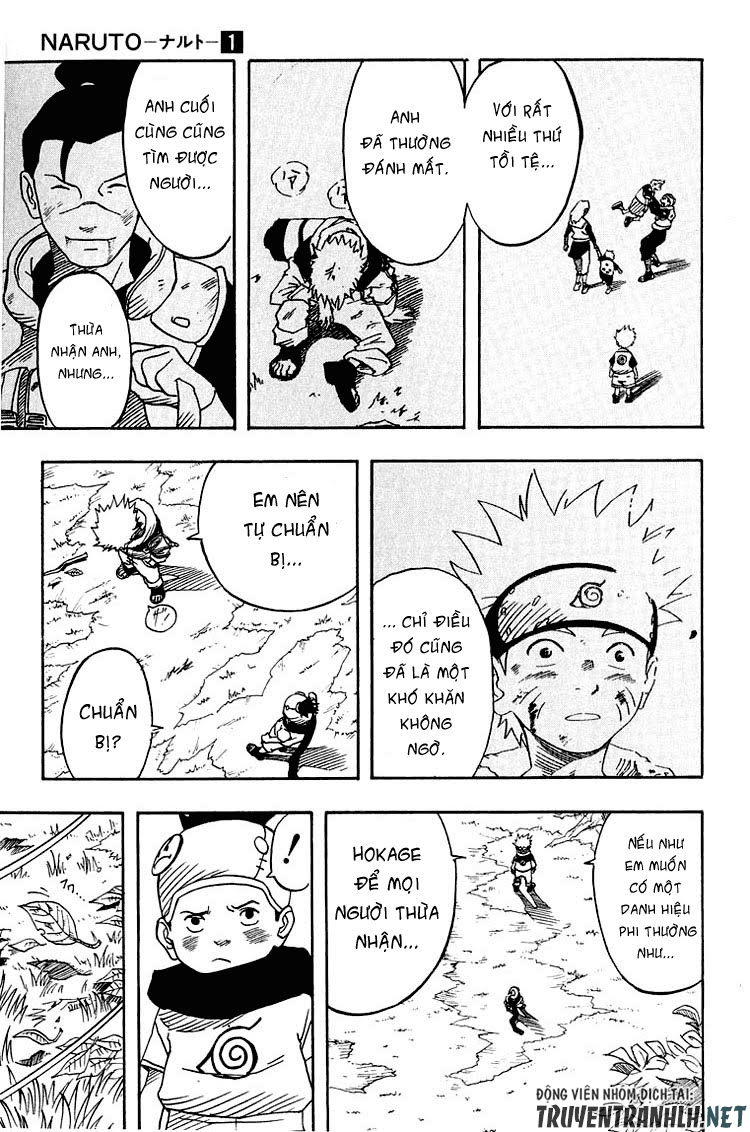 NARUTO—ナルト—1
VỚI RẤT
NHIỀU THỨ
TỒI TỆ...
ANH
ĐÃ THƯỜNG
ĐÁNH MẤT.
ANH CUỐI
CÙNG CŨNG
TÌM ĐƯỢC
NGƯỜI...
THỪA
NHẬN ANH,
NHƯNG...
... CHỈ ĐIỀU
ĐÓ CŨNG
ĐÃ LÀ MỘT
KHÓ KHĂN
KHÔNG
NGỜ.
EM NÊN
TỰ CHUẨN
BỊ...
CHUẨN
BỊ?
NẾU NHƯ
EM MUỐN
CÓ MỘT
DANH HIỆU
PHI THƯỜNG
NHƯ...
HOKAGE
ĐỂ MỌI
NGƯỜI THỪA
NHẬN...
!
ĐỘNG VIÊN NHÓM DỊCH TẠI:
TRUYENTRANHLH.NET